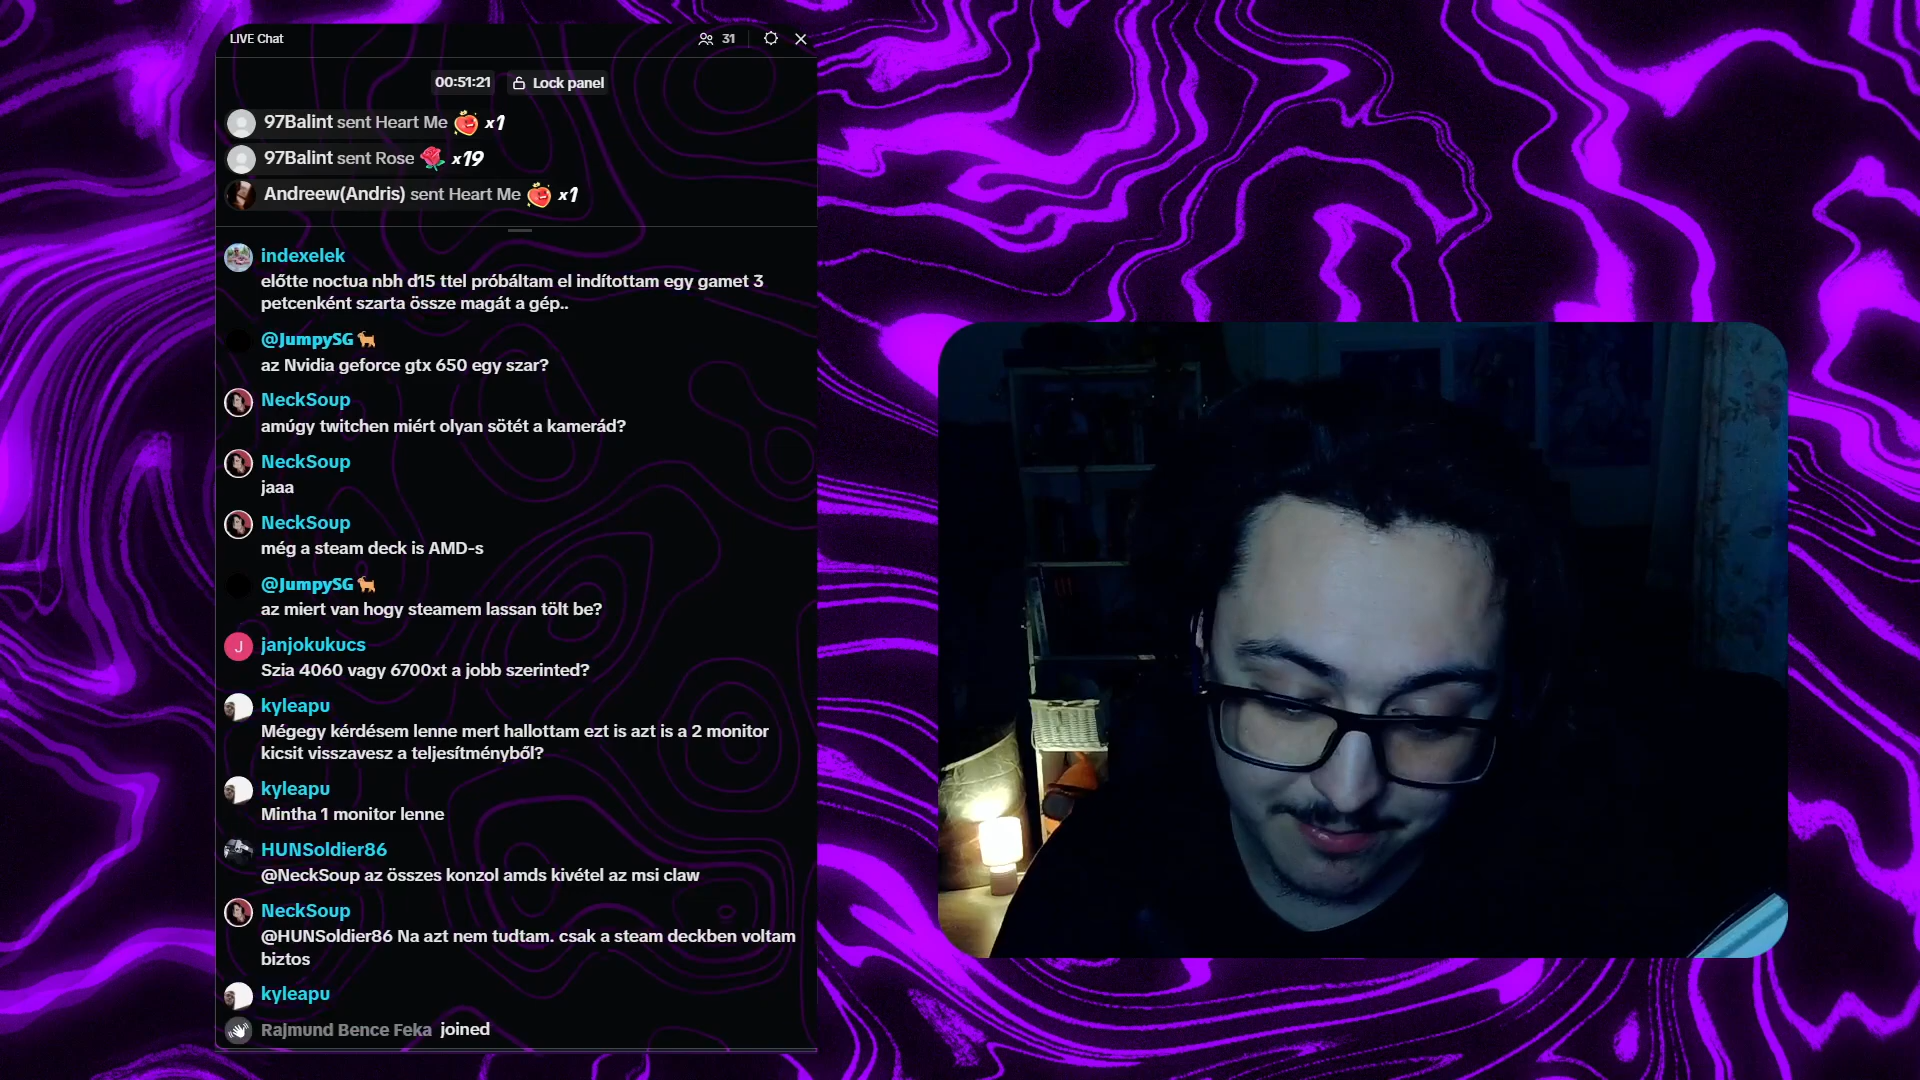 LIVE Chat
31
00:51:21
Lock panel
97Balint sent Heart Me x1
97Balint sent Rose x19
Andreew(Andris) sent Heart Me x1
indexelek
előtte noctua nbh d15 ttel próbáltam el indítottam egy gamet 3
petcenként szarta össze magát a gép..
@JumpySG
az Nvidia geforce gtx 650 egy szar?
NeckSoup
amúgy twitchen miért olyan sötét a kamerád?
NeckSoup
jaaa
NeckSoup
még a steam deck is AMD-s
@JumpySG
az miert van hogy steamem lassan tölt be?
J
janjokukucs
Szia 4060 vagy 6700xt a jobb szerinted?
kyleapu
Mégegy kérdésem lenne mert hallottam ezt is azt is a 2 monitor
kicsit visszavesz a teljesítményből?
kyleapu
Mintha 1 monitor lenne
HUNSoldier86
@NeckSoup az összes konzol amds kivétel az msi claw
NeckSoup
@HUNSoldier86 Na azt nem tudtam. csak a steam deckben voltam
biztos
kyleapu
Rajmund Bence Feka joined